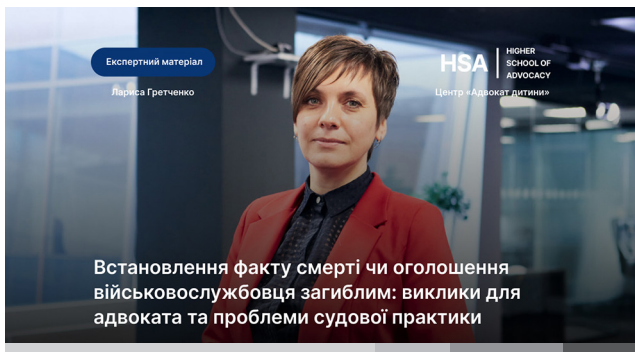 Експертний матеріал
Лариса Гретченко
HSA
HIGHER
SCHOOL OF
ADVOCACY
Центр «Адвокат дитини»
Встановлення факту смерті чи оголошення
військовослужбовця загиблим: виклики для
адвоката та проблеми судової практики